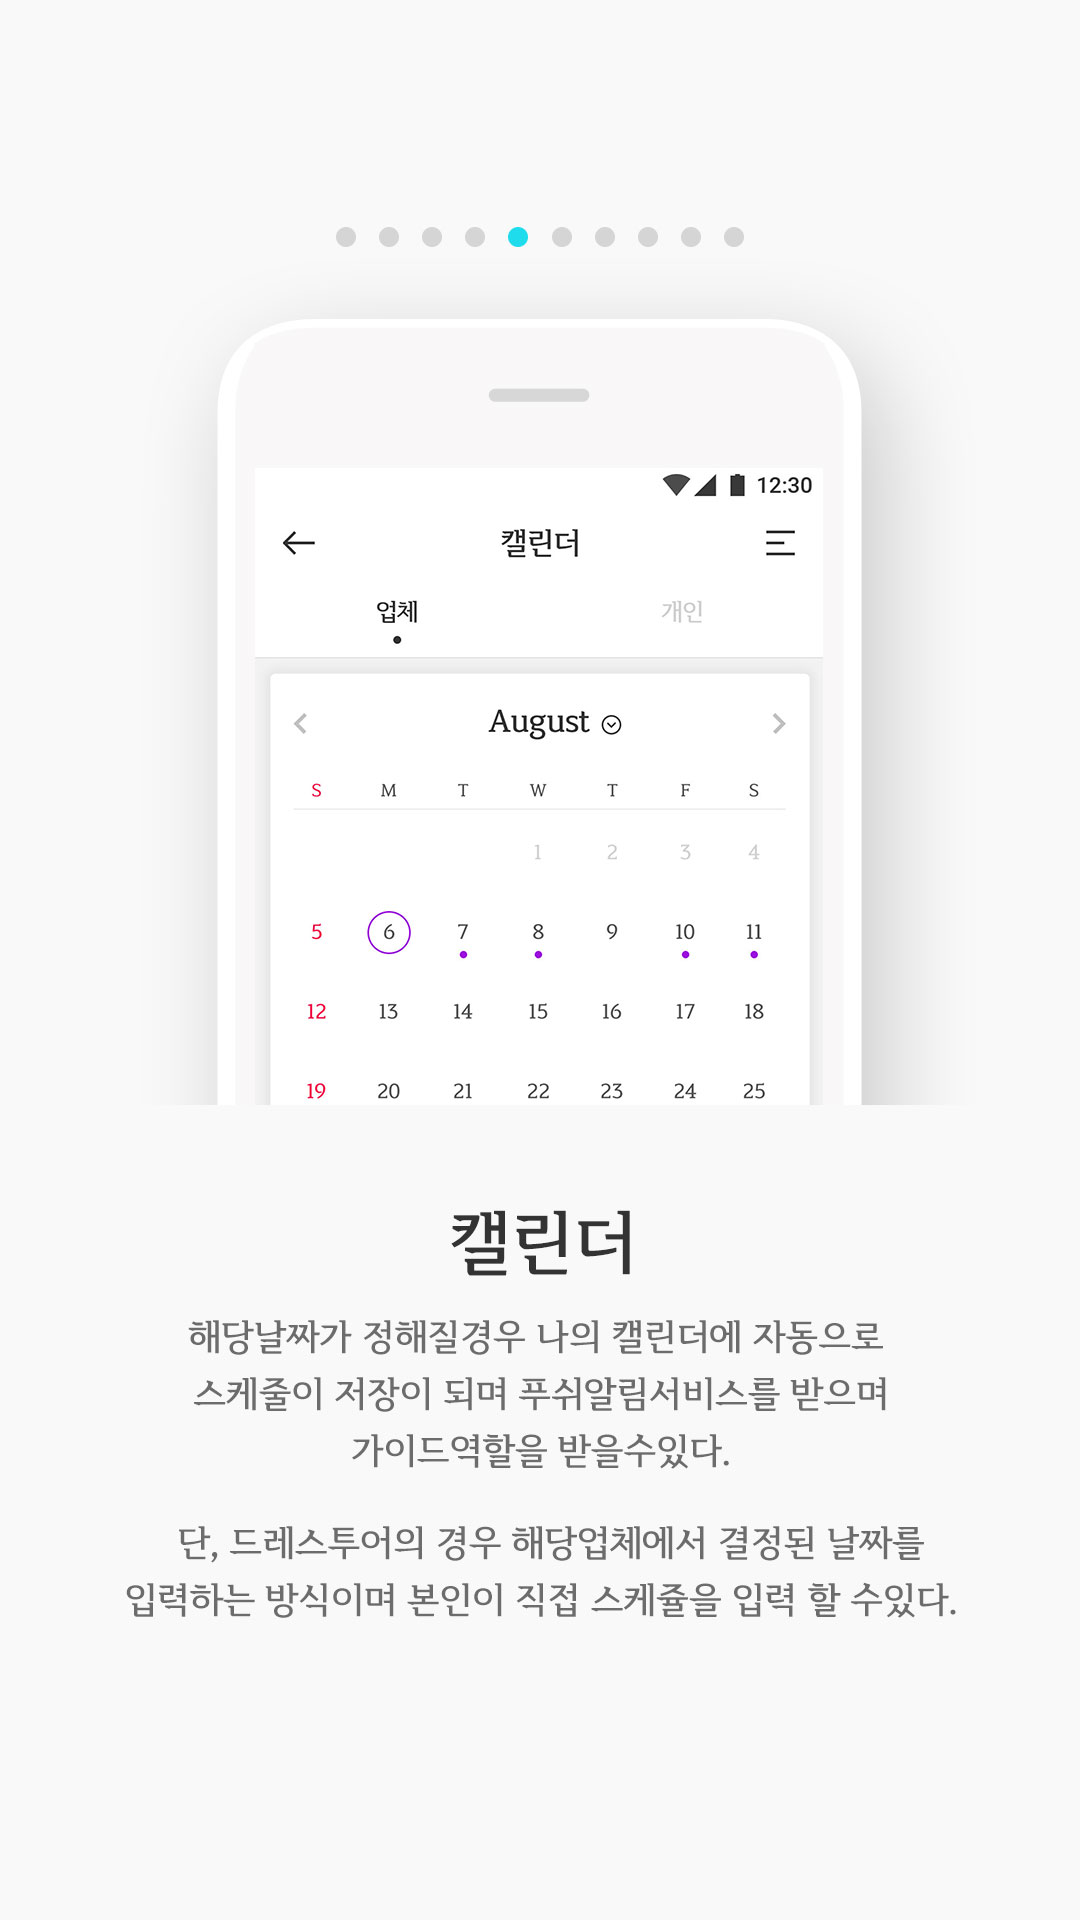 12:30
캘린더
업체 개인
August
S M T W T F S
1 2 3 4
5 6 7 8 9 10 11
12 13 14 15 16 17 18
19 20 21 22 23 24 25
캘린더
해당날짜가 정해질경우 나의 캘린더에 자동으로
스케줄이 저장이 되며 푸쉬알림서비스를 받으며
가이드역할을 받을수있다.
단, 드레스투어의 경우 해당업체에서 결정된 날짜를
입력하는 방식이며 본인이 직접 스케쥴을 입력 할 수있다.